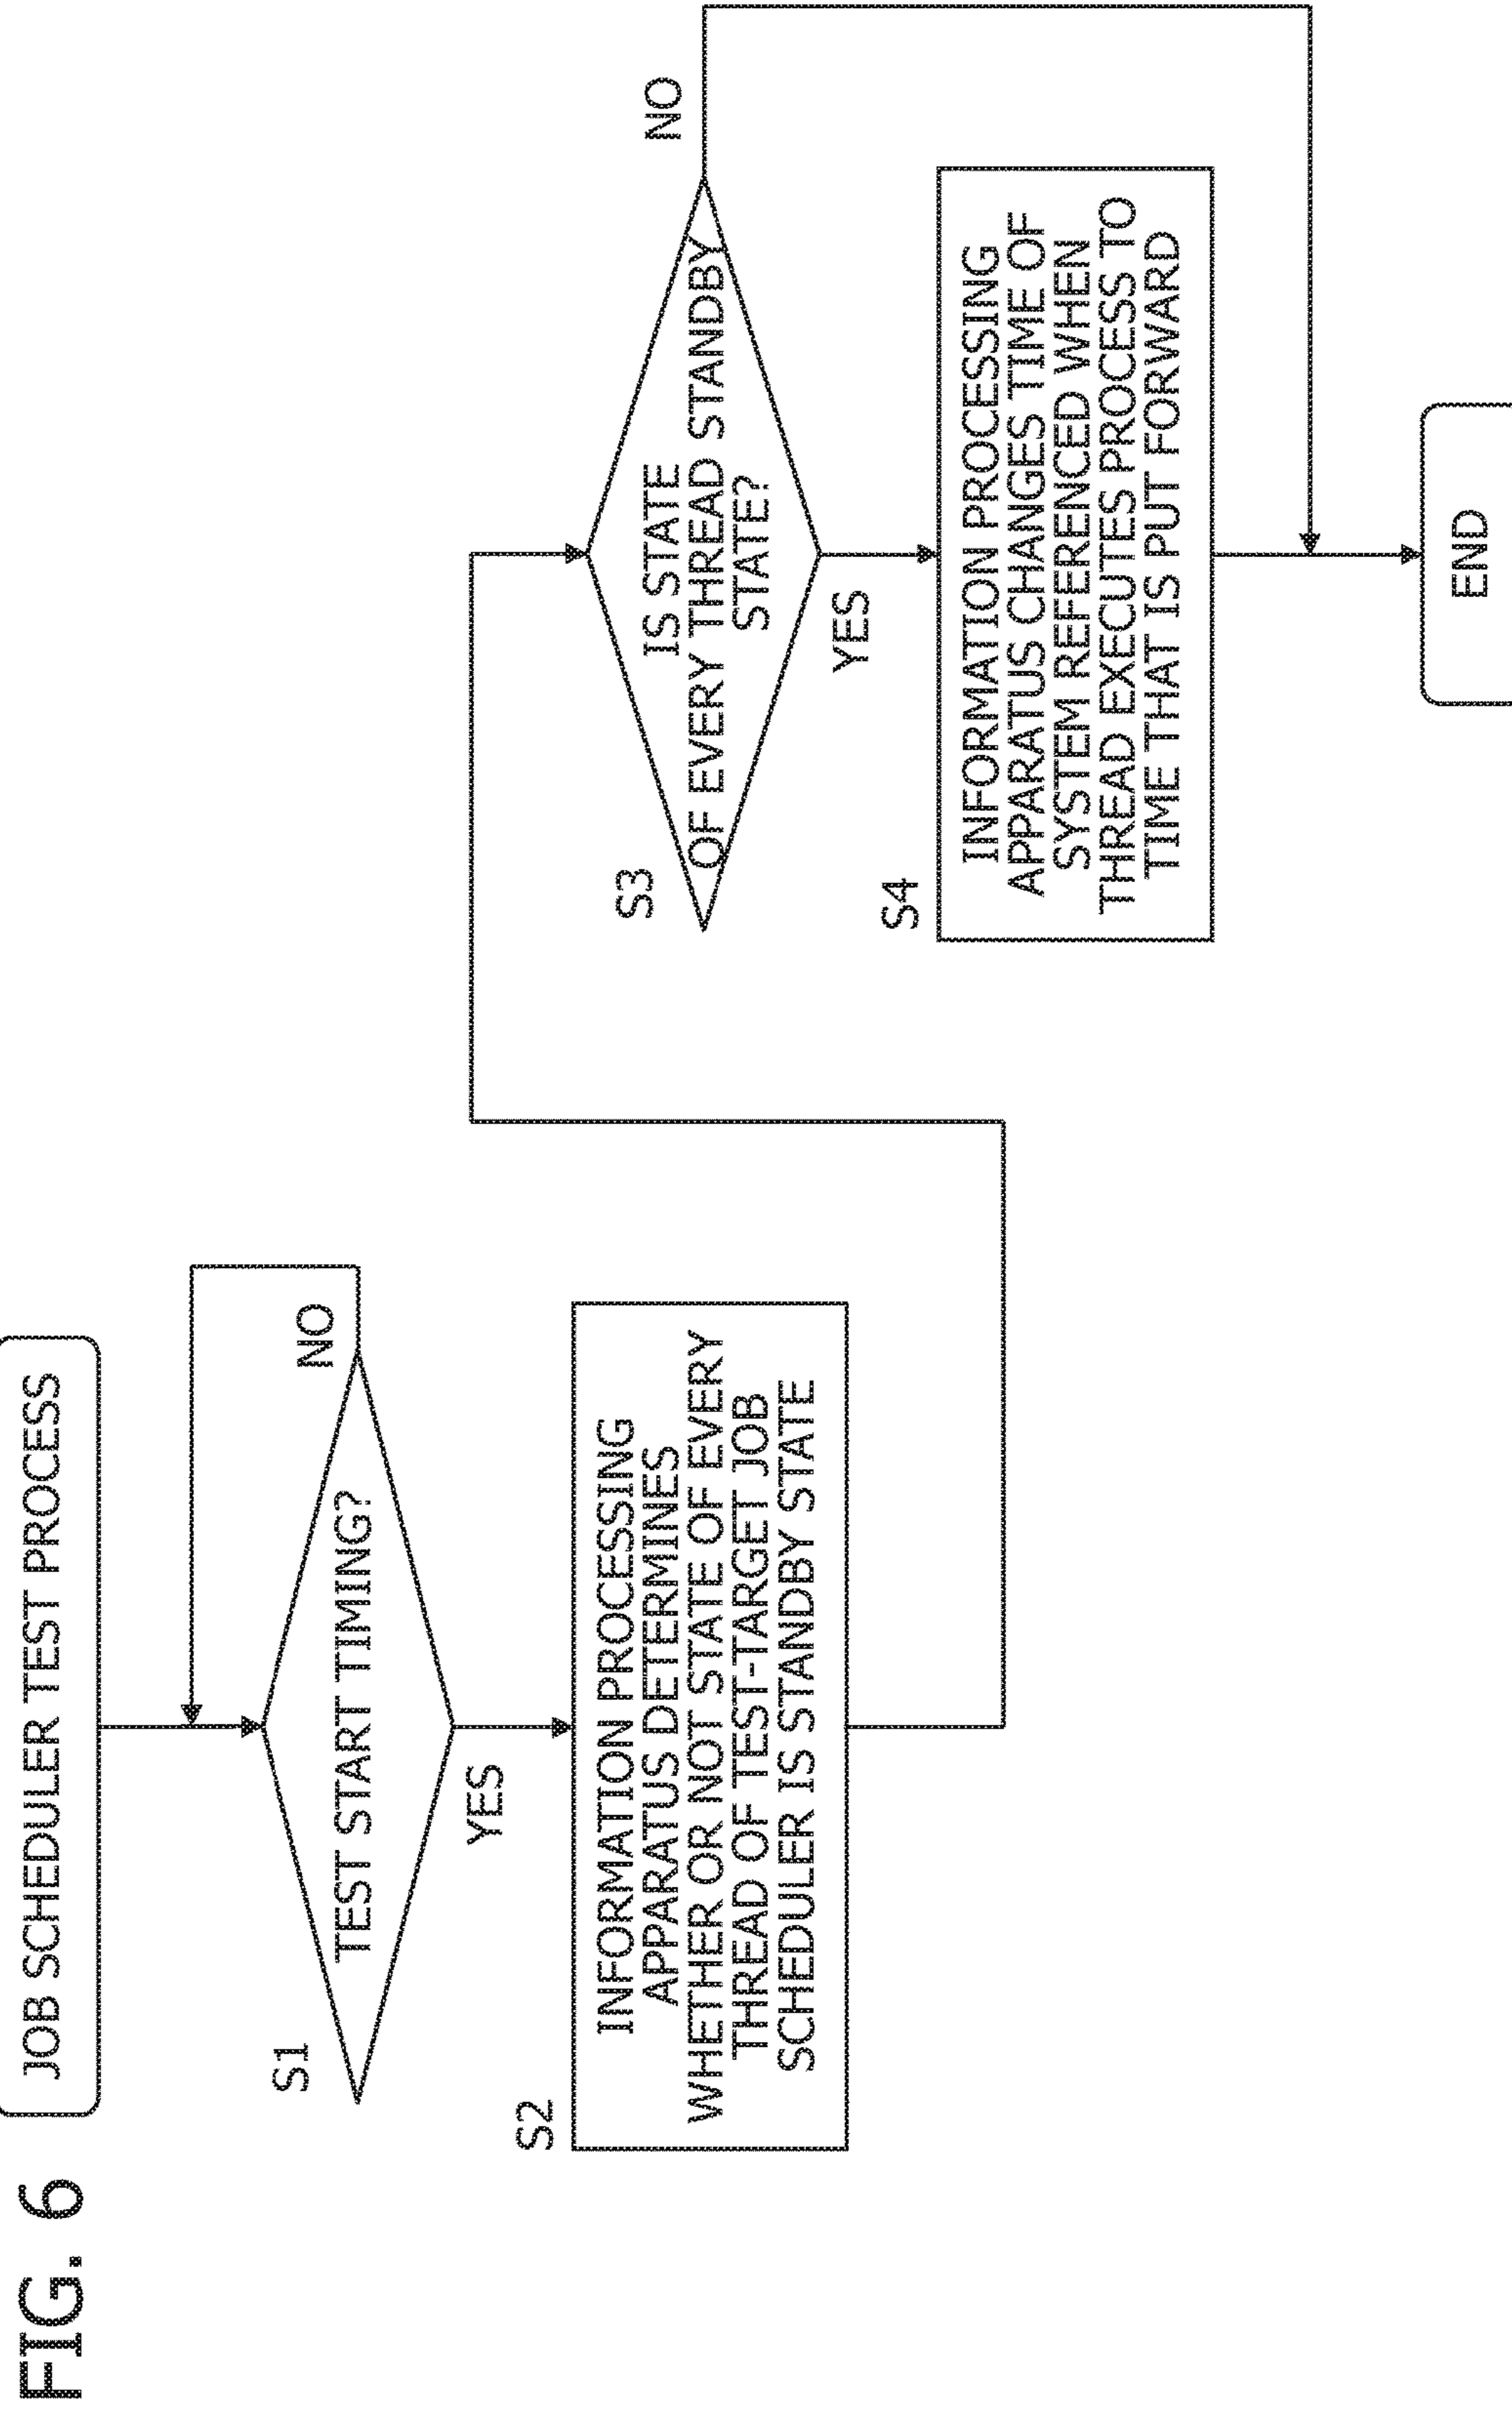 FIG. 6
JOB SCHEDULER TEST PROCESS
S1
TEST START TIMING?
NO
YES
S2
INFORMATION PROCESSING
APPARATUS DETERMINES
WHETHER OR NOT STATE OF EVERY
THREAD OF TEST-TARGET JOB
SCHEDULER IS STANDBY STATE
S3
IS STATE
OF EVERY THREAD STANDBY
STATE?
NO
YES
S4
INFORMATION PROCESSING
APPARATUS CHANGES TIME OF
SYSTEM REFERENCED WHEN
THREAD EXECUTES PROCESS TO
TIME THAT IS PUT FORWARD
END